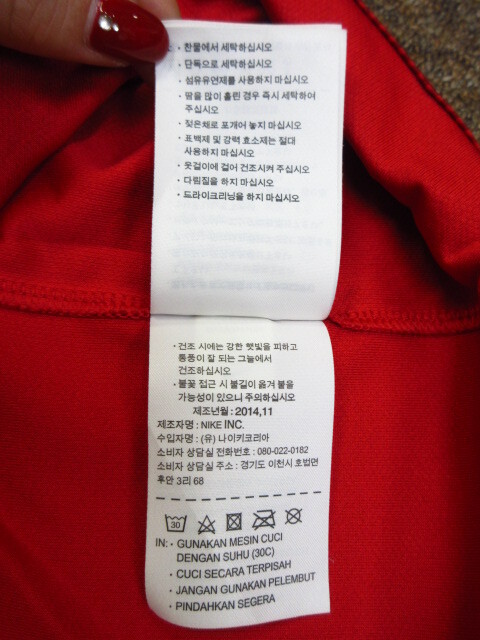 · 찬물에서 세탁하십시오
· 단독으로 세탁하십시오
· 섬유유연제를 사용하지 마십시오
· 땀을 많이 흘린 경우 즉시 세탁하여
주십시오
· 젖은채로 포개어 놓지 마십시오
· 표백제 및 강력 효소제는 절대
사용하지 마십시오
· 옷걸이에 걸어 건조시켜 주십시오
· 다림질을 하지 마십시오
· 드라이크리닝을 하지 마십시오
· 건조 시에는 강한 햇빛을 피하고
통풍이 잘 되는 그늘에서
건조하십시오
· 불꽃 접근 시 불길이 옮겨 붙을
가능성이 있으니 주의하십시오
제조년월 : 2014,11
제조자명 : NIKE INC.
수입자명 : (유) 나이키코리아
소비자 상담실 전화번호 : 080-022-0182
소비자 상담실 주소 : 경기도 이천시 호법면
후안 3리 68
30
IN: · GUNAKAN MESIN CUCI
DENGAN SUHU (30C)
· CUCI SECARA TERPISAH
· JANGAN GUNAKAN PELEMBUT
· PINDAHKAN SEGERA